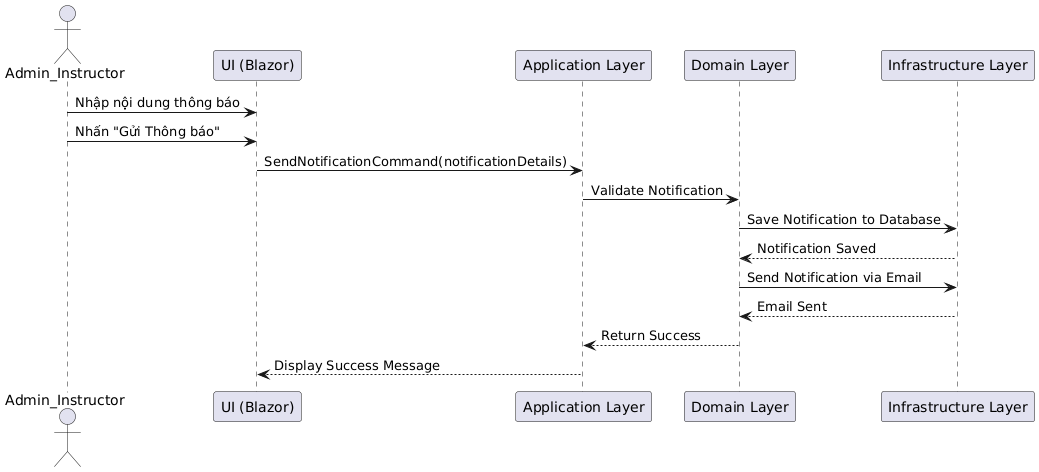 Admin_Instructor
UI (Blazor)
Application Layer
Domain Layer
Infrastructure Layer
Nhập nội dung thông báo
Nhấn "Gửi Thông báo"
SendNotificationCommand(notificationDetails)
Validate Notification
Save Notification to Database
Notification Saved
Send Notification via Email
Email Sent
Return Success
Display Success Message
Admin_Instructor
UI (Blazor)
Application Layer
Domain Layer
Infrastructure Layer